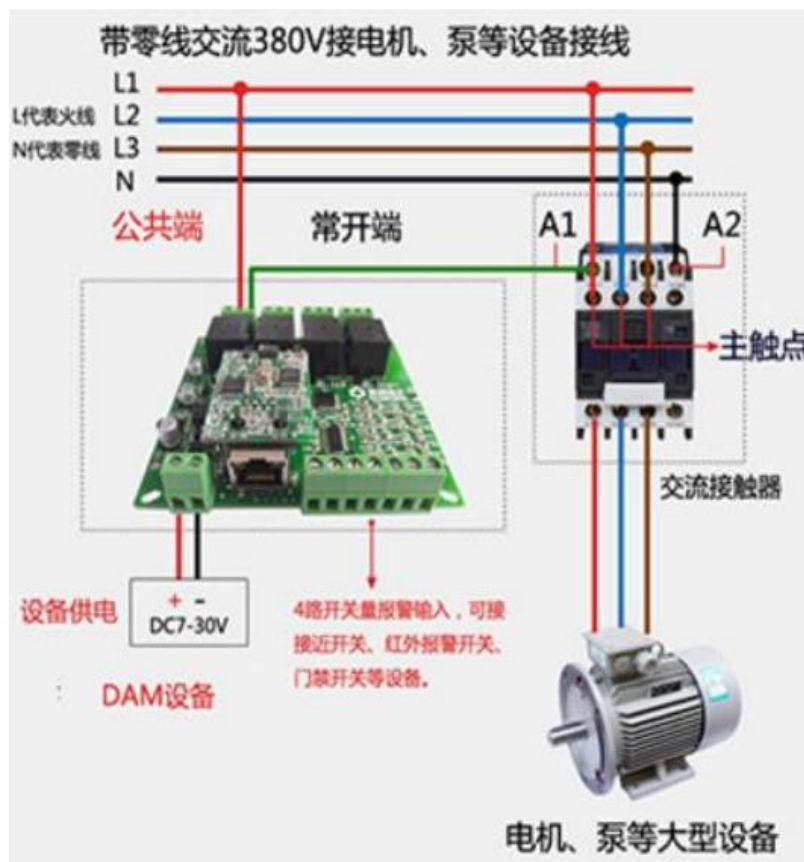 带零线交流380V接电机、泵等设备接线
L1
L代表火线 L2
N代表零线 L3
N
公共端 常开端 A1 A2
主触点
交流接触器
设备供电 + -
DC7-30V
4路开关量报警输入，可接
接近开关、红外报警开关、
门禁开关等设备。
DAM设备
电机、泵等大型设备